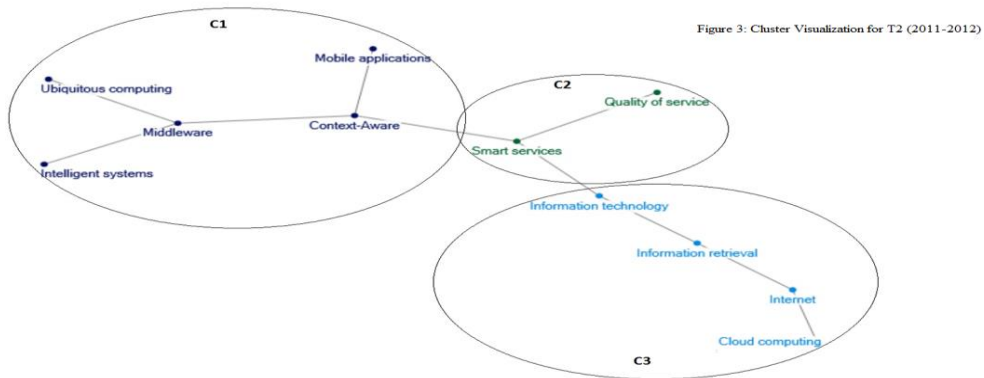 C1
Figure 3: Cluster Visualization for T2 (2011-2012)
Mobile applications
Ubiquitous computing
C2
Quality of service
Context-Aware
Middleware
Smart services
Intelligent systems
Information technology
Information retrieval
Internet
Cloud computing
C3